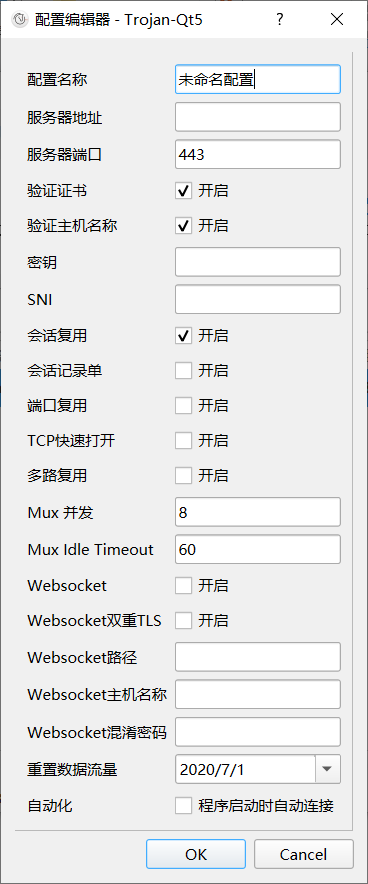 配置编辑器 - Trojan-Qt5 ?
配置名称 未命名配置
服务器地址
服务器端口 443
验证证书 开启
验证主机名称 开启
密钥
SNI
会话复用 开启
会话记录单 开启
端口复用 开启
TCP快速打开 开启
多路复用 开启
Mux 并发 8
Mux Idle Timeout 60
Websocket 开启
Websocket双重TLS 开启
Websocket路径
Websocket主机名称
Websocket混淆密码
重置数据流量 2020/7/1
自动化 程序启动时自动连接
OK Cancel